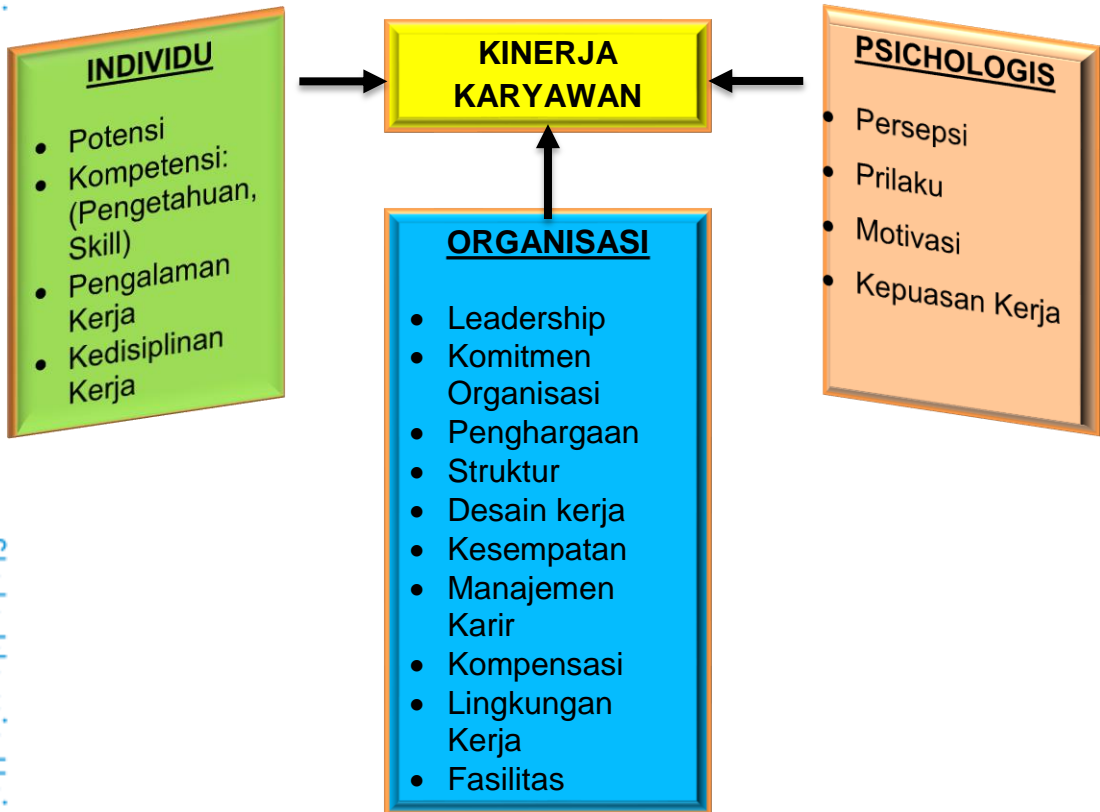 INDIVIDU
• Potensi
• Kompetensi:
(Pengetahuan,
Skill)
• Pengalaman
Kerja
• Kedisiplinan
Kerja
KINERJA
KARYAWAN
PSICHOLOGIS
• Persepsi
• Prilaku
• Motivasi
• Kepuasan Kerja
ORGANISASI
• Leadership
• Komitmen
Organisasi
• Penghargaan
• Struktur
• Desain kerja
• Kesempatan
• Manajemen
Karir
• Kompensasi
• Lingkungan
Kerja
• Fasilitas